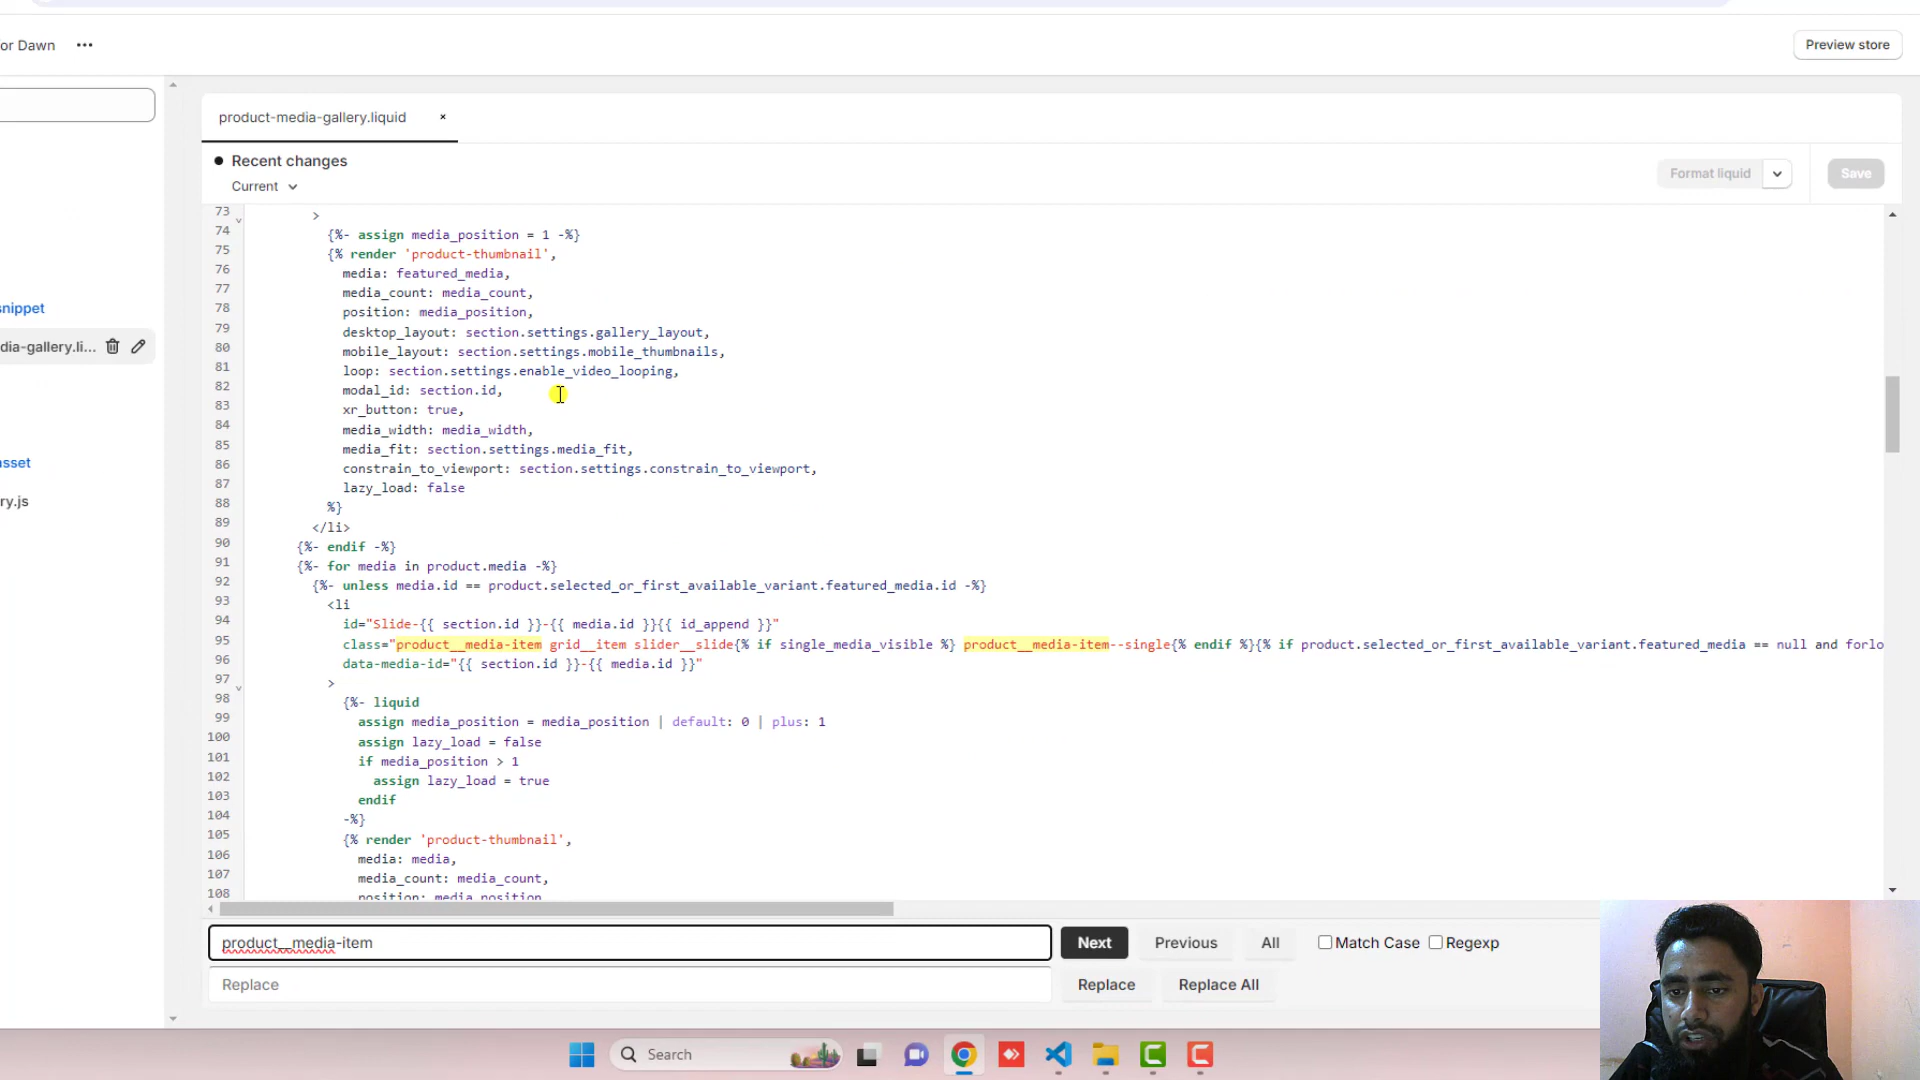 or Dawn ...
Preview store
product-media-gallery.liquid ×
Recent changes
Current
Format liquid
Save
snippet
dia-gallery.li...
asset
ry.js
73 >
74 {%- assign media_position = 1 -%}
75 {% render 'product-thumbnail',
76 media: featured_media,
77 media_count: media_count,
78 position: media_position,
79 desktop_layout: section.settings.gallery_layout,
80 mobile_layout: section.settings.mobile_thumbnails,
81 loop: section.settings.enable_video_looping,
82 modal_id: section.id,
83 xr_button: true,
84 media_width: media_width,
85 media_fit: section.settings.media_fit,
86 constrain_to_viewport: section.settings.constrain_to_viewport,
87 lazy_load: false
88 %}
89 </li>
90 {%- endif -%}
91 {%- for media in product.media -%}
92 {%- unless media.id == product.selected_or_first_available_variant.featured_media.id -%}
93 <li
94 id="Slide-{{ section.id }}-{{ media.id }}{{ id_append }}"
95 class="product__media-item grid__item slider__slide{% if single_media_visible %} product__media-item--single{% endif %}{% if product.selected_or_first_available_variant.featured_media == null and forlo
96 data-media-id="{{ section.id }}-{{ media.id }}"
97 >
98 {%- liquid
99 assign media_position = media_position | default: 0 | plus: 1
100 assign lazy_load = false
101 if media_position > 1
102 assign lazy_load = true
103 endif
104 -%}
105 {% render 'product-thumbnail',
106 media: media,
107 media_count: media_count,
108 position: media_position
product__media-item
Next
Previous
All
Match Case
Regexp
Replace
Replace
Replace All
Search